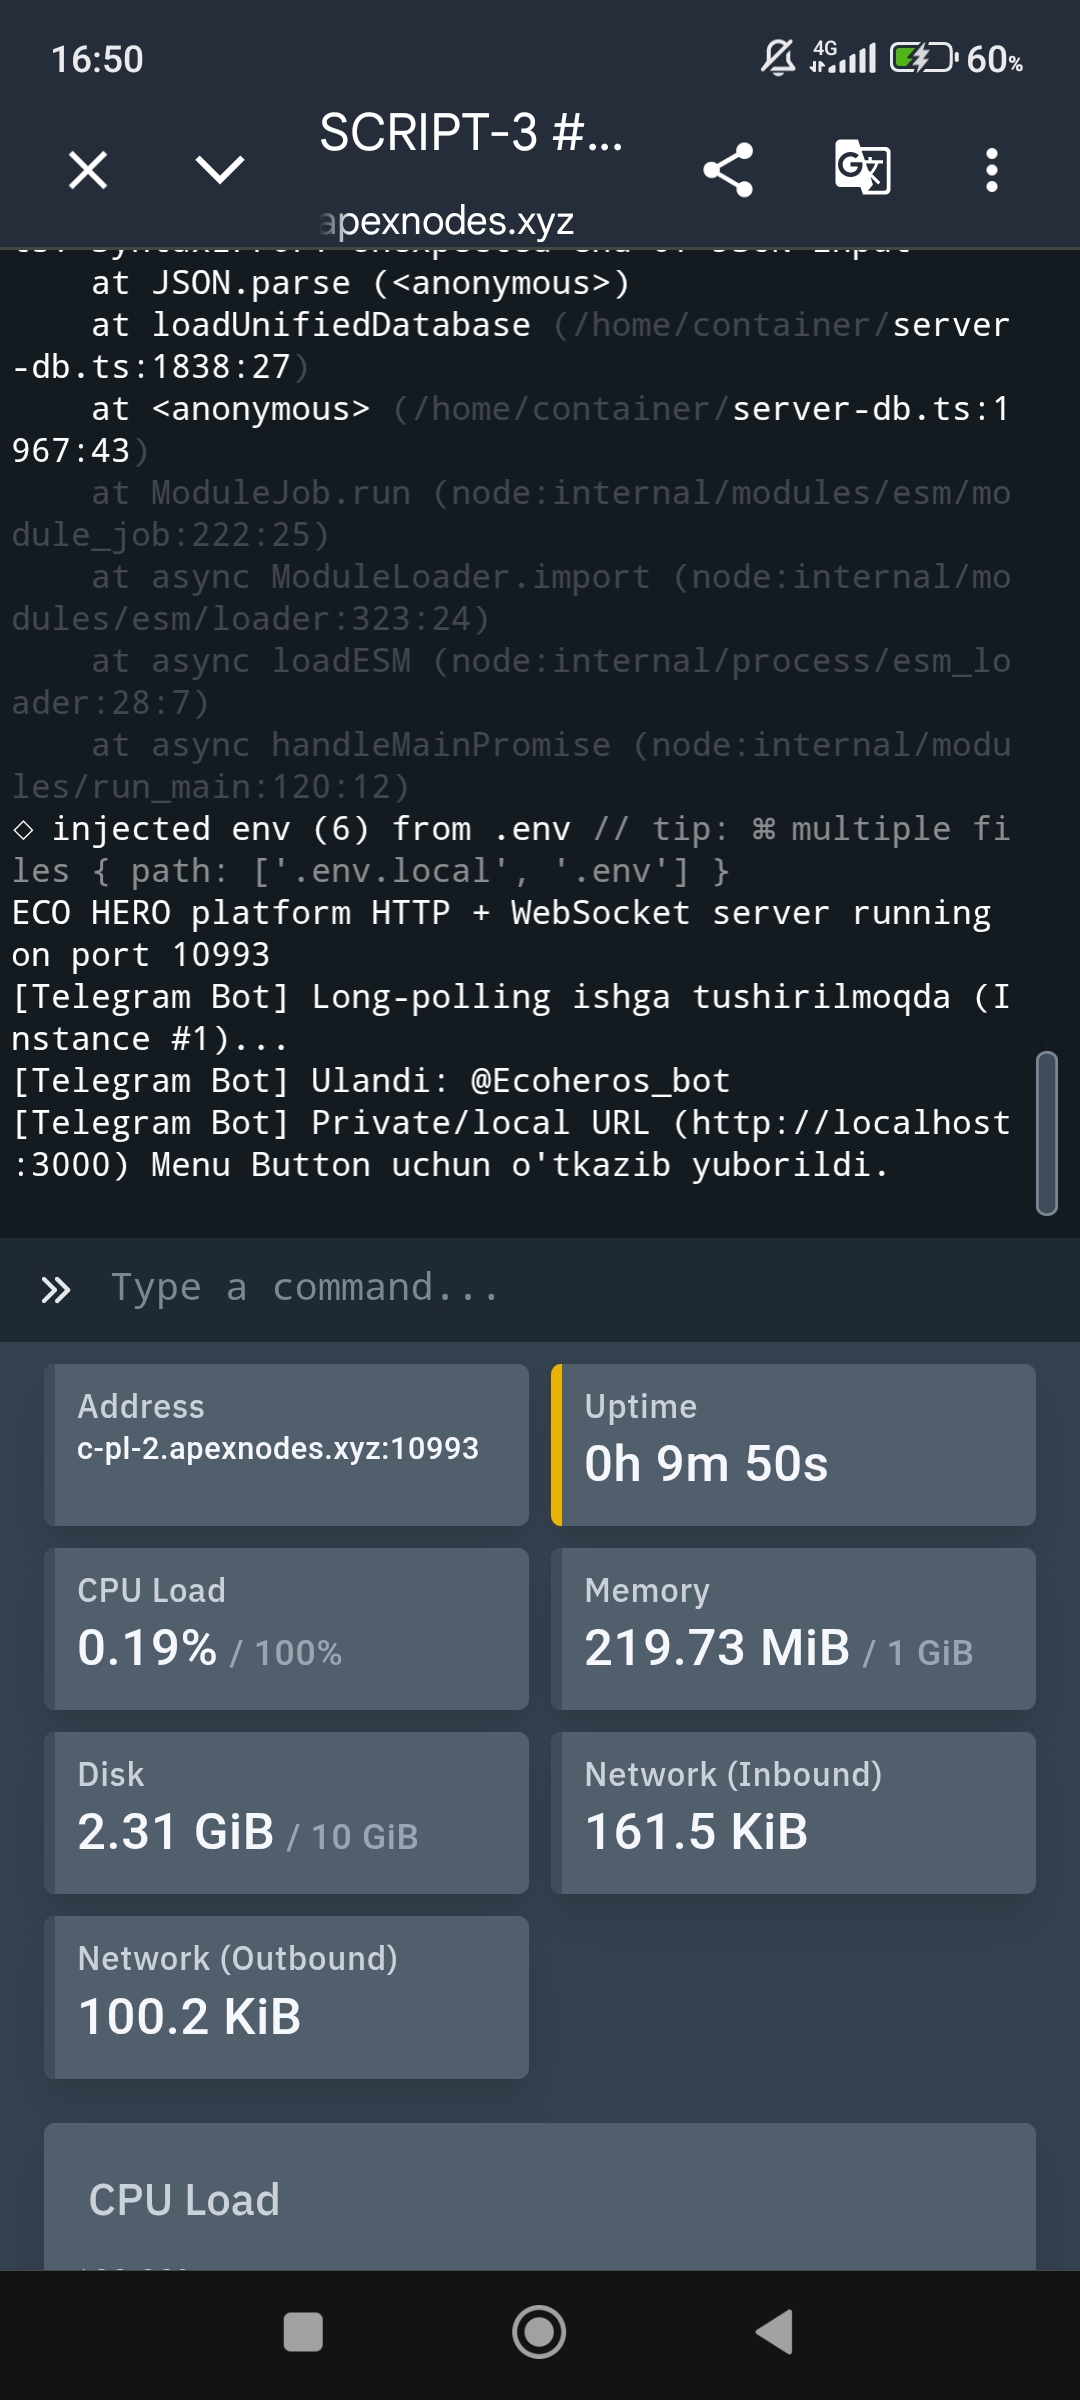 16:50
4G
60%
SCRIPT-3 #...
apexnodes.xyz
ts: SyntaxError: Unexpected end of JSON input
at JSON.parse (<anonymous>)
at loadUnifiedDatabase (/home/container/server
-db.ts:1838:27)
at <anonymous> (/home/container/server-db.ts:1
967:43)
at ModuleJob.run (node:internal/modules/esm/mo
dule_job:222:25)
at async ModuleLoader.import (node:internal/mo
dules/esm/loader:323:24)
at async loadESM (node:internal/process/esm_lo
ader:28:7)
at async handleMainPromise (node:internal/modu
les/run_main:120:12)
◇ injected env (6) from .env // tip: ⌘ multiple fi
les { path: ['.env.local', '.env'] }
ECO HERO platform HTTP + WebSocket server running
on port 10993
[Telegram Bot] Long-polling ishga tushirilmoqda (I
nstance #1)...
[Telegram Bot] Ulandi: @Ecoheros_bot
[Telegram Bot] Private/local URL (http://localhost
:3000) Menu Button uchun o'tkazib yuborildi.
Type a command...
Address
c-pl-2.apexnodes.xyz:10993
Uptime
0h 9m 50s
CPU Load
0.19% / 100%
Memory
219.73 MiB / 1 GiB
Disk
2.31 GiB / 10 GiB
Network (Inbound)
161.5 KiB
Network (Outbound)
100.2 KiB
CPU Load